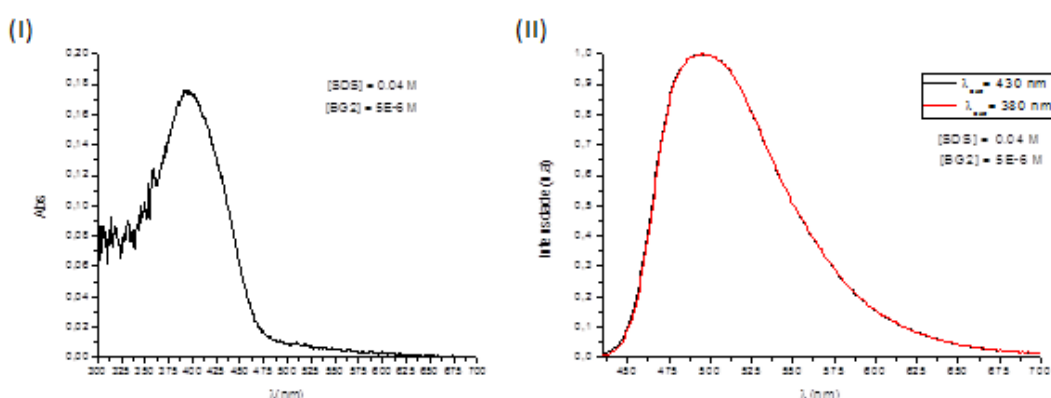 (I)
0,20
0,18
0,16
0,14
0,12
0,10
0,08
0,06
0,04
0,02
0,00
Abs
[SDS] = 0.04 M
[BG2] = 5E-6 M
300 325 350 375 400 425 450 475 500 525 550 575 600 625 650 675 700
λ(nm)
(II)
1,0
0,9
0,8
0,7
0,6
0,5
0,4
0,3
0,2
0,1
0,0
Intensdade (u.a)
= 430 nm
= 380 nm
[SDS] = 0.04 M
[BG2] = 5E-6 M
450 475 500 525 550 575 600 625 650 675 700
λ (nm)